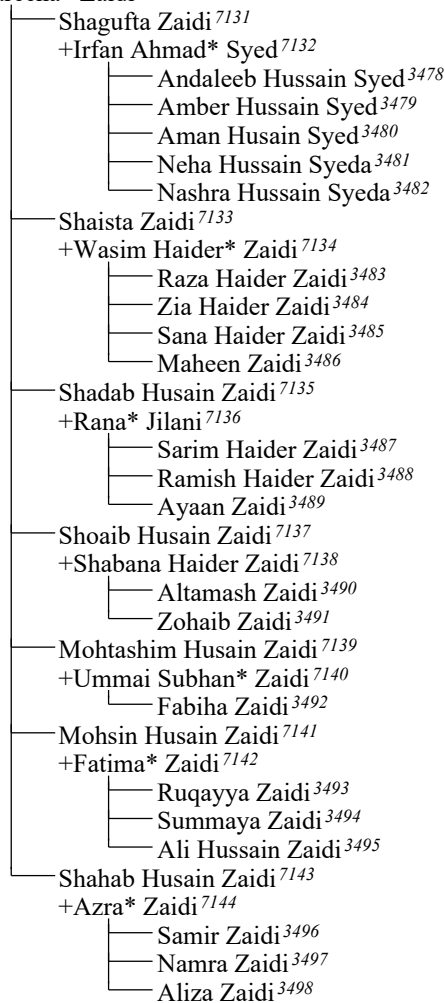 Shagufta Zaidi 7131
+Irfan Ahmad* Syed 7132
Andaleeb Hussain Syed 3478
Amber Hussain Syed 3479
Aman Husain Syed 3480
Neha Hussain Syeda 3481
Nashra Hussain Syeda 3482
Shaista Zaidi 7133
+Wasim Haider* Zaidi 7134
Raza Haider Zaidi 3483
Zia Haider Zaidi 3484
Sana Haider Zaidi 3485
Maheen Zaidi 3486
Shadab Husain Zaidi 7135
+Rana* Jilani 7136
Sarim Haider Zaidi 3487
Ramish Haider Zaidi 3488
Ayaan Zaidi 3489
Shoaib Husain Zaidi 7137
+Shabana Haider Zaidi 7138
Altamash Zaidi 3490
Zohaib Zaidi 3491
Mohtashim Husain Zaidi 7139
+Ummai Subhan* Zaidi 7140
Fabiha Zaidi 3492
Mohsin Husain Zaidi 7141
+Fatima* Zaidi 7142
Ruqayya Zaidi 3493
Summaya Zaidi 3494
Ali Hussain Zaidi 3495
Shahab Husain Zaidi 7143
+Azra* Zaidi 7144
Samir Zaidi 3496
Namra Zaidi 3497
Aliza Zaidi 3498